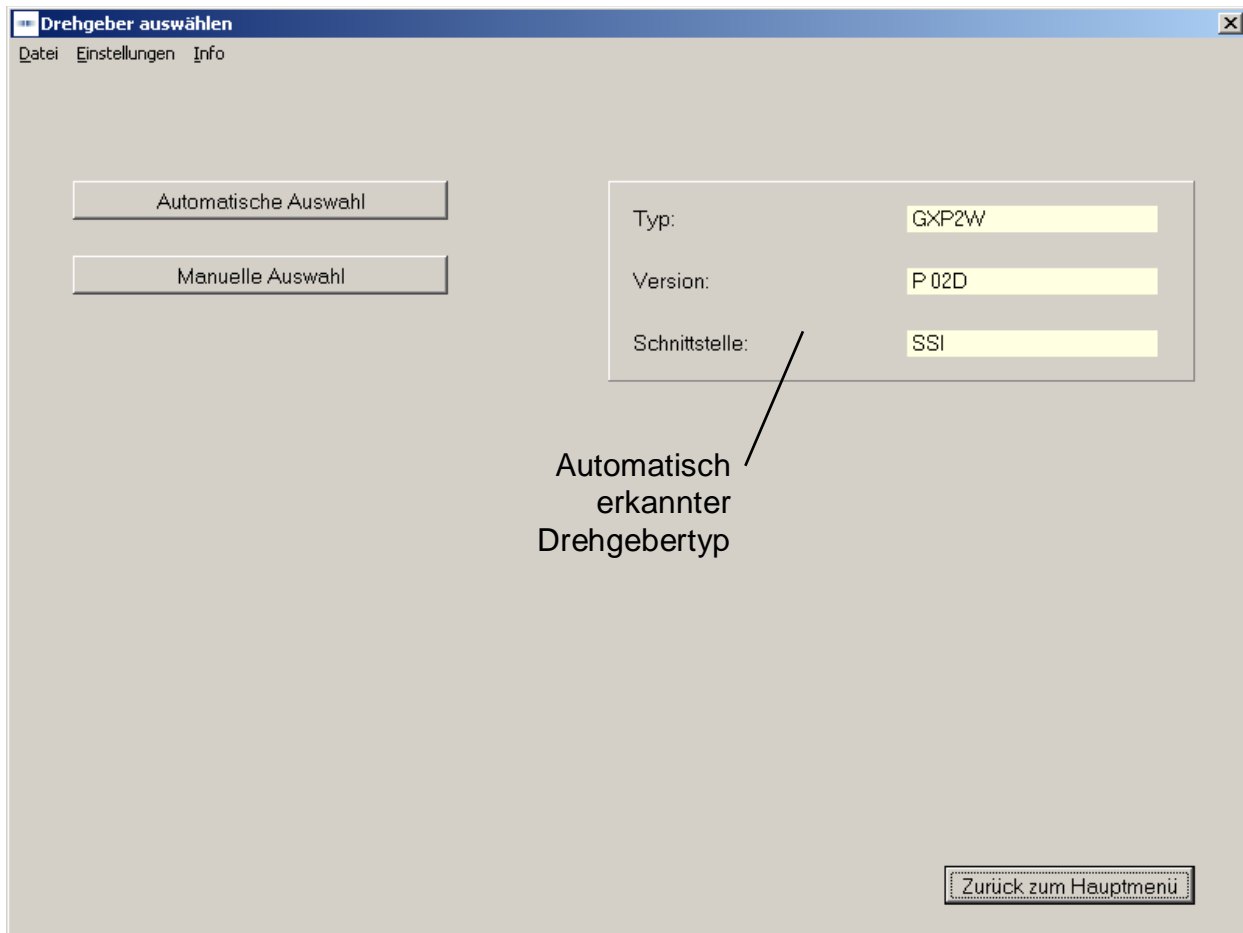 Drehgeber auswählen
Datei Einstellungen Info
Automatische Auswahl
Manuelle Auswahl
Typ: GXP2W
Version: P 02D
Schnittstelle: SSI
Automatisch
erkannter
Drehgebertyp
Zurück zum Hauptmenü